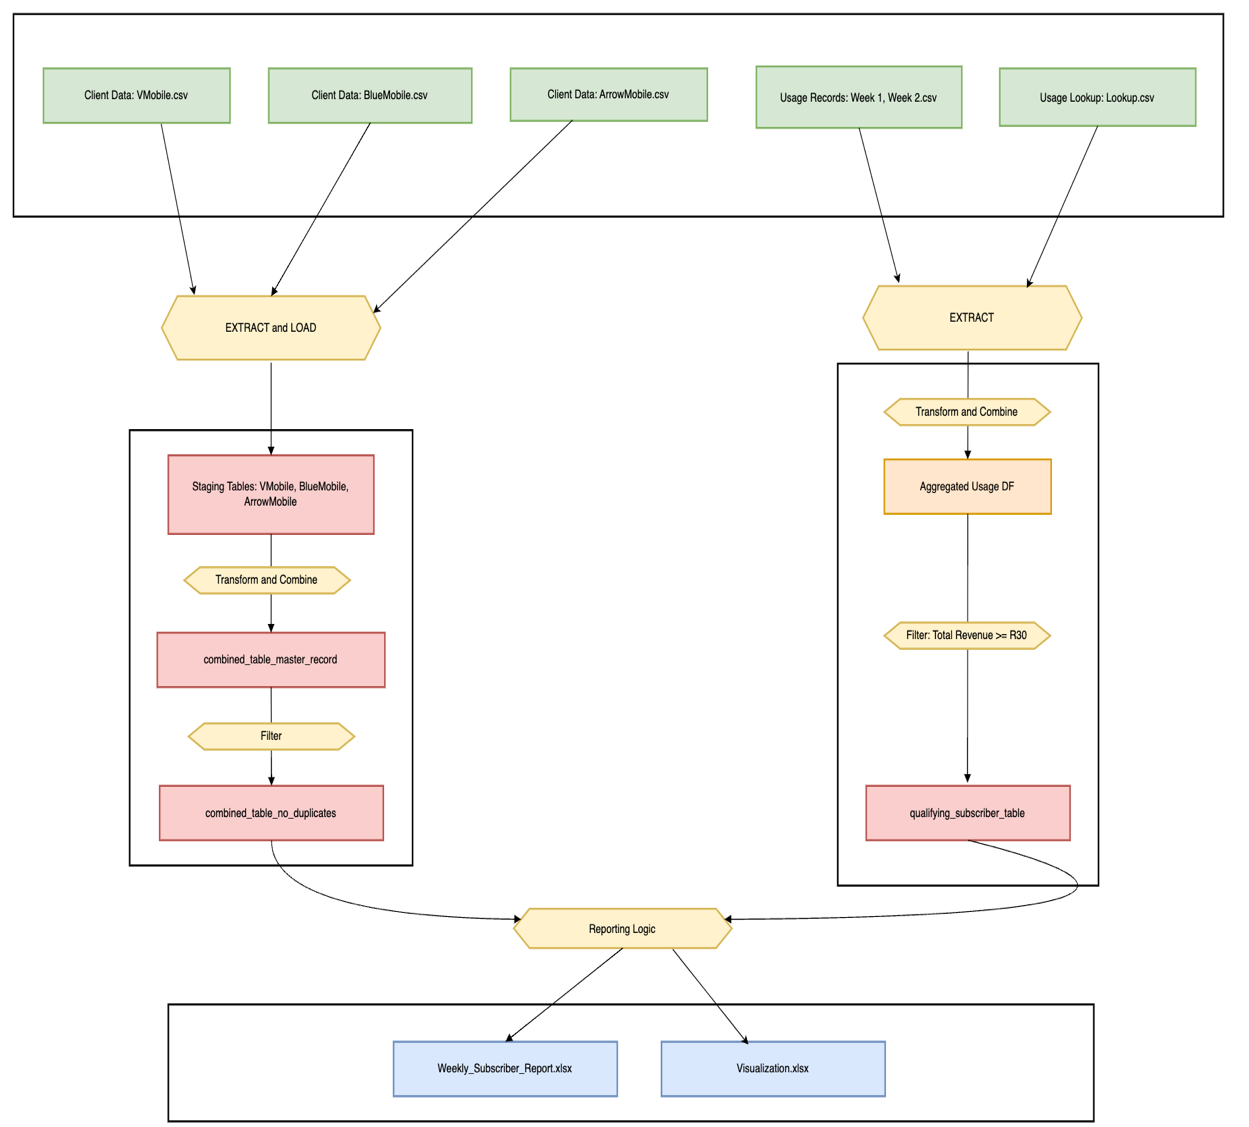 Client Data: VMobile.csv
Client Data: BlueMobile.csv
Client Data: ArrowMobile.csv
Usage Records: Week 1, Week 2.csv
Usage Lookup: Lookup.csv
EXTRACT and LOAD
EXTRACT
Transform and Combine
Staging Tables: VMobile, BlueMobile,
ArrowMobile
Aggregated Usage DF
Transform and Combine
Filter: Total Revenue >= R30
combined_table_master_record
Filter
combined_table_no_duplicates
qualifying_subscriber_table
Reporting Logic
Weekly_Subscriber_Report.xlsx
Visualization.xlsx